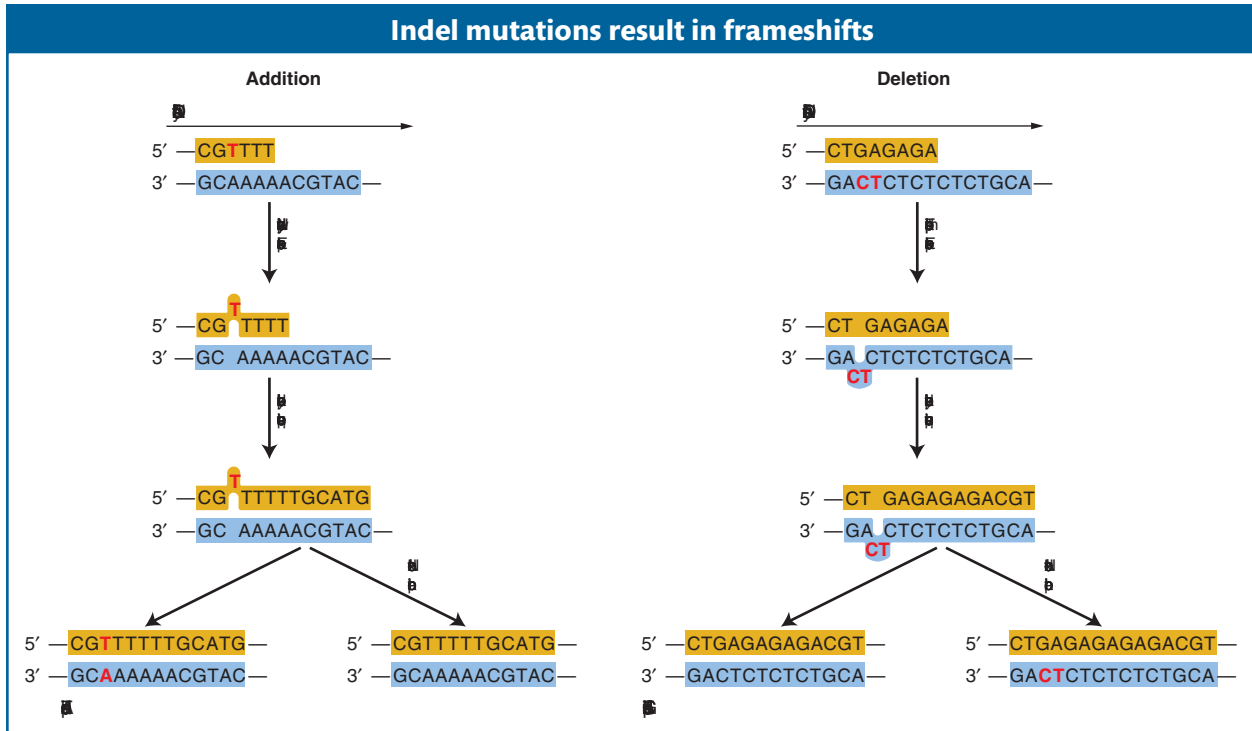 Indel mutations result in frameshifts
Addition
5′ CGTTTT
3′ GCAAAAACGTAC
T
5′ CG TTTT
3′ GC AAAAACGTAC
T
5′ CG TTTTTGCATG
3′ GC AAAAACGTAC
5′ CGTTTTTTGCATG
3′ GCAAAAAACGTAC
5′ CGTTTTTGCATG
3′ GCAAAAACGTAC
Deletion
5′ CTGAGAGA
3′ GACTCTCTCTCTGCA
5′ CT GAGAGA
3′ GA CTCTCTCTGCA
CT
5′ CT GAGAGAGACGT
3′ GA CTCTCTCTGCA
CT
5′ CTGAGAGAGACGT
3′ GACTCTCTCTGCA
5′ CTGAGAGAGAGACGT
3′ GACTCTCTCTCTGCA